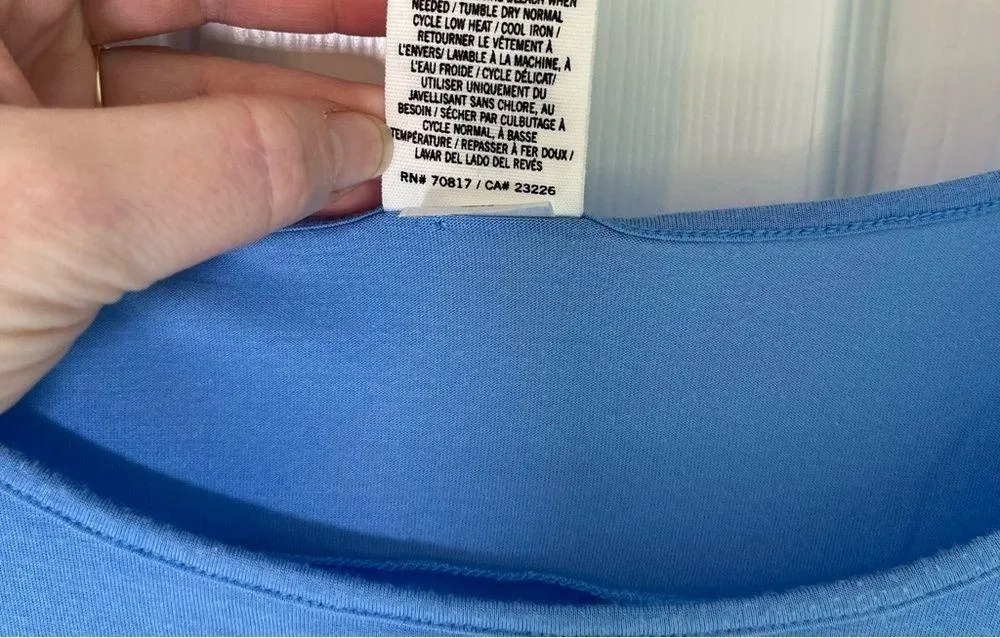 BLEACH WHEN
NEEDED / TUMBLE DRY NORMAL
CYCLE LOW HEAT / COOL IRON /
RETOURNER LE VÊTEMENT À
L'ENVERS/ LAVABLE À LA MACHINE, À
L'EAU FROIDE / CYCLE DÉLICAT/
UTILISER UNIQUEMENT DU
JAVELLISANT SANS CHLORE, AU
BESOIN / SÉCHER PAR CULBUTAGE À
CYCLE NORMAL, À BASSE
TEMPÉRATURE / REPASSER À FER DOUX /
LAVAR DEL LADO DEL REVÉS
RN# 70817 / CA# 23226